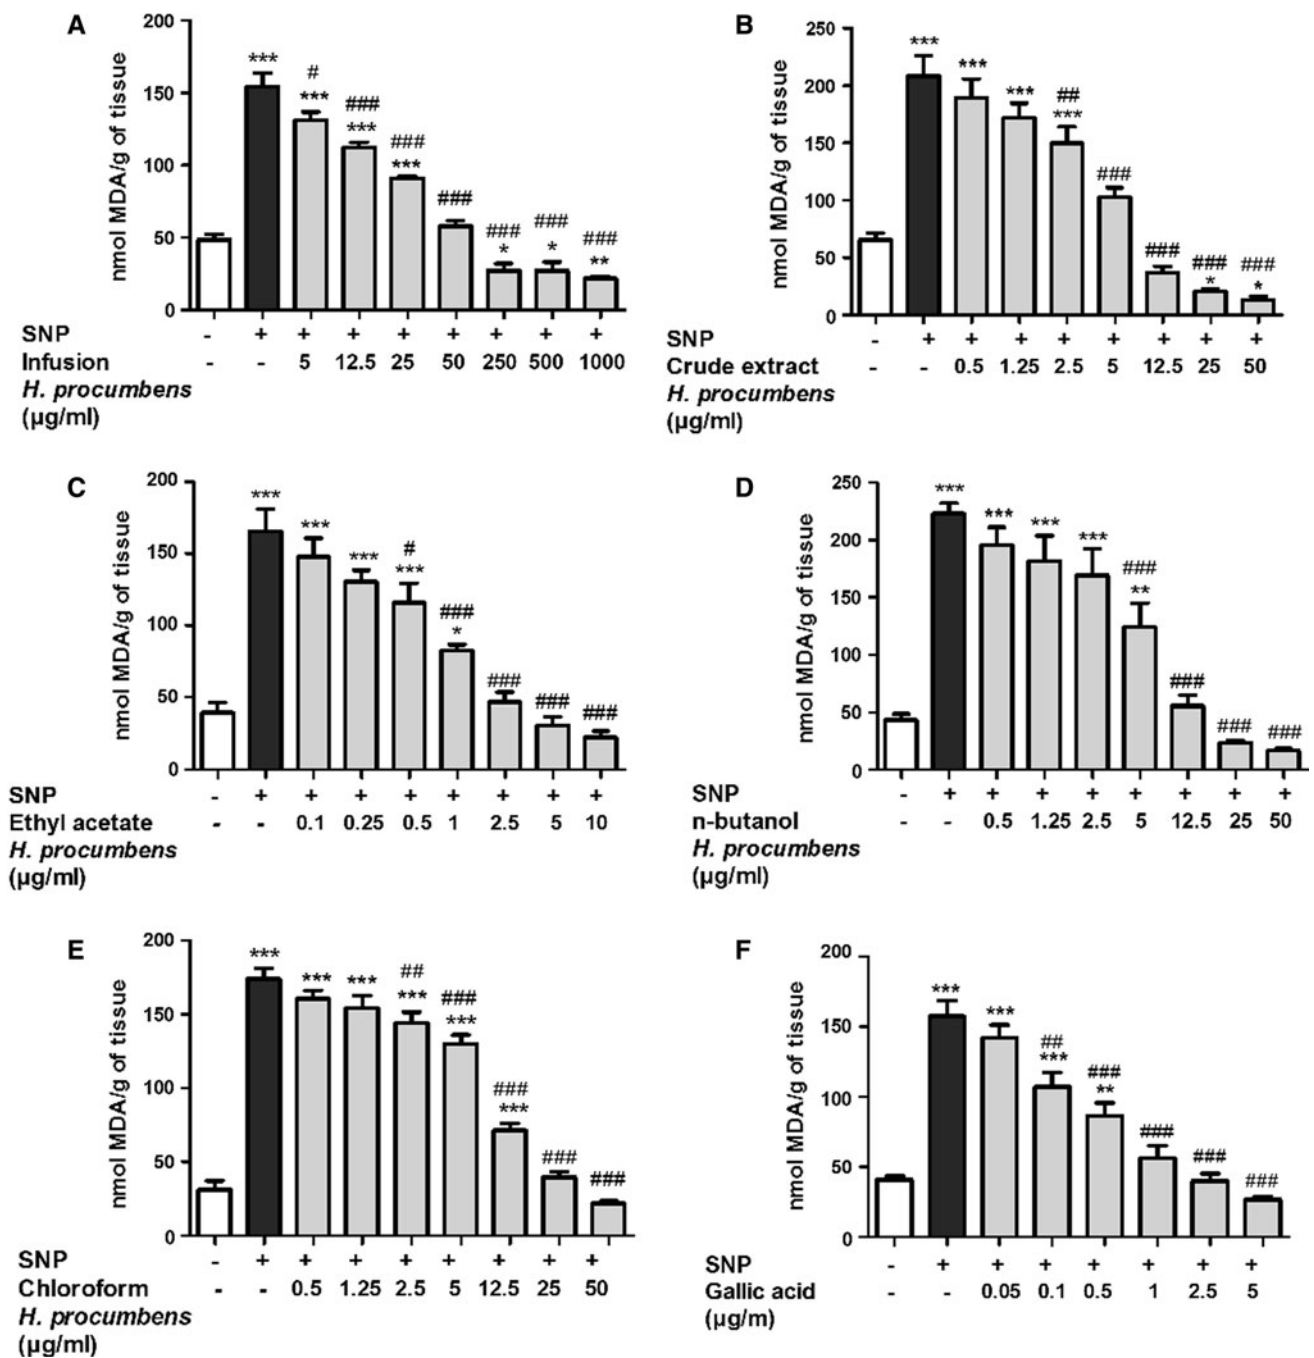 A
nmol MDA/g of tissue
200
150
100
50
0
***
#
***
###
***
###
***
###
###
*
###
*
###
**
SNP - + + + + + + + +
Infusion - - 5 12.5 25 50 250 500 1000
H. procumbens
(µg/ml)
B
nmol MDA/g of tissue
250
200
150
100
50
0
***
***
***
##
***
###
###
###
*
###
*
SNP - + + + + + + + +
Crude extract - - 0.5 1.25 2.5 5 12.5 25 50
H. procumbens
(µg/ml)
C
nmol MDA/g of tissue
200
150
100
50
0
***
***
***
#
***
###
*
###
###
###
SNP - + + + + + + + +
Ethyl acetate - - 0.1 0.25 0.5 1 2.5 5 10
H. procumbens
(µg/ml)
D
nmol MDA/g of tissue
250
200
150
100
50
0
***
***
***
***
###
**
###
###
###
SNP - + + + + + + + +
n-butanol - - 0.5 1.25 2.5 5 12.5 25 50
H. procumbens
(µg/ml)
E
nmol MDA/g of tissue
200
150
100
50
0
***
***
***
##
***
###
***
###
***
###
###
SNP - + + + + + + + +
Chloroform - - 0.5 1.25 2.5 5 12.5 25 50
H. procumbens
(µg/ml)
F
nmol MDA/g of tissue
200
150
100
50
0
***
***
##
***
###
**
###
###
###
SNP - + + + + + + +
Gallic acid - - 0.05 0.1 0.5 1 2.5 5
(µg/m)